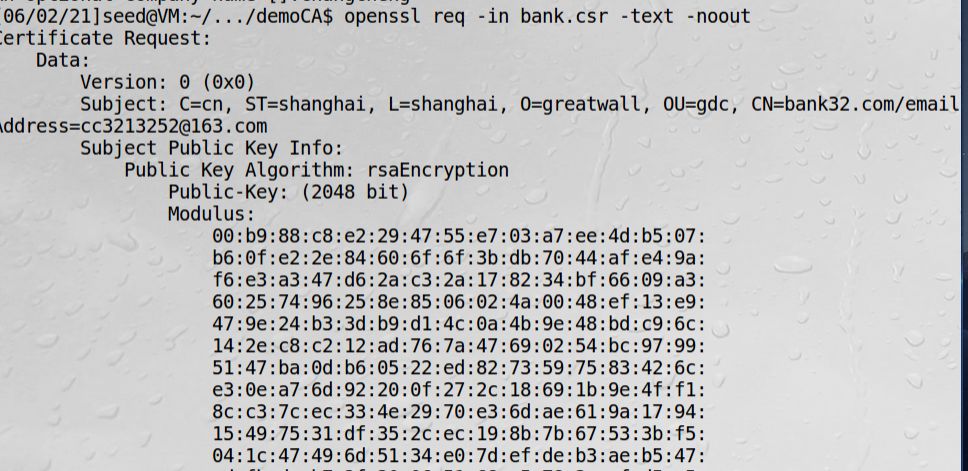 [06/02/21]seed@VM:~/.../demoCA$ openssl req -in bank.csr -text -noout
Certificate Request:
Data:
Version: 0 (0x0)
Subject: C=cn, ST=shanghai, L=shanghai, O=greatwall, OU=gdc, CN=bank32.com/email
Address=cc3213252@163.com
Subject Public Key Info:
Public Key Algorithm: rsaEncryption
Public-Key: (2048 bit)
Modulus:
00:b9:88:c8:e2:29:47:55:e7:03:a7:ee:4d:b5:07:
b6:0f:e2:2e:84:60:6f:6f:3b:db:70:44:af:e4:9a:
f6:e3:a3:47:d6:2a:c3:2a:17:82:34:bf:66:09:a3:
60:25:74:96:25:8e:85:06:02:4a:00:48:ef:13:e9:
47:9e:24:b3:3d:b9:d1:4c:0a:4b:9e:48:bd:c9:6c:
14:2e:c8:c2:12:ad:76:7a:47:69:02:54:bc:97:99:
51:47:ba:0d:b6:05:22:ed:82:73:59:75:83:42:6c:
e3:0e:a7:6d:92:20:0f:27:2c:18:69:1b:9e:4f:f1:
8c:c3:7c:ec:33:4e:29:70:e3:6d:ae:61:9a:17:94:
15:49:75:31:df:35:2c:ec:19:8b:7b:67:53:3b:f5:
04:1c:47:49:6d:51:34:e0:7d:ef:de:b3:ae:b5:47: